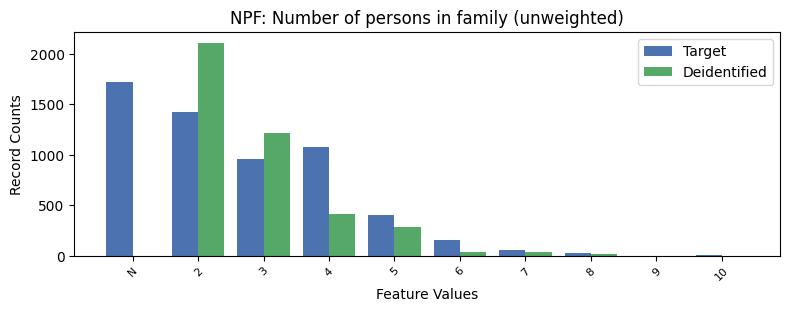 NPF: Number of persons in family (unweighted)
Target
Deidentified
2000
1500
1000
500
0
Record Counts
N 2 3 4 5 6 7 8 9 10
Feature Values